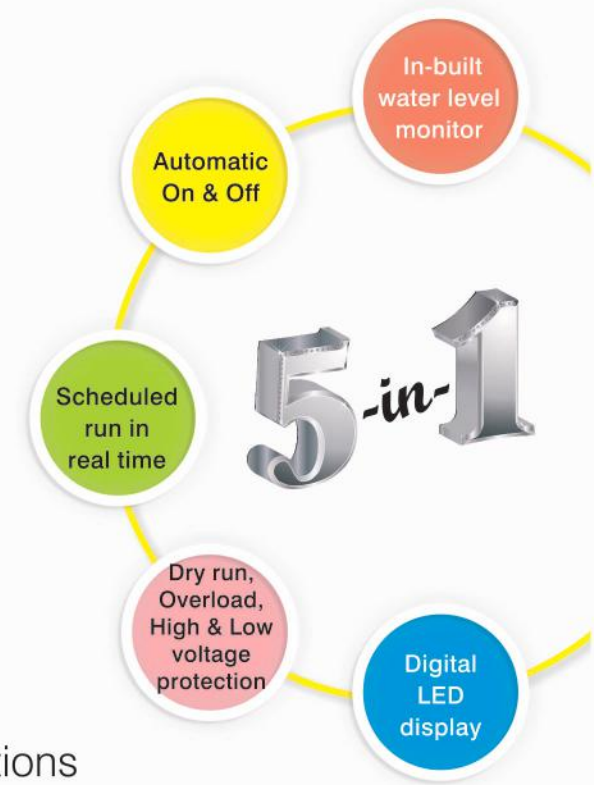 In-built
water level
monitor
Automatic
On & Off
5-in-1
Scheduled
run in
real time
Dry run,
Overload,
High & Low
voltage
protection
Digital
LED
display
tions